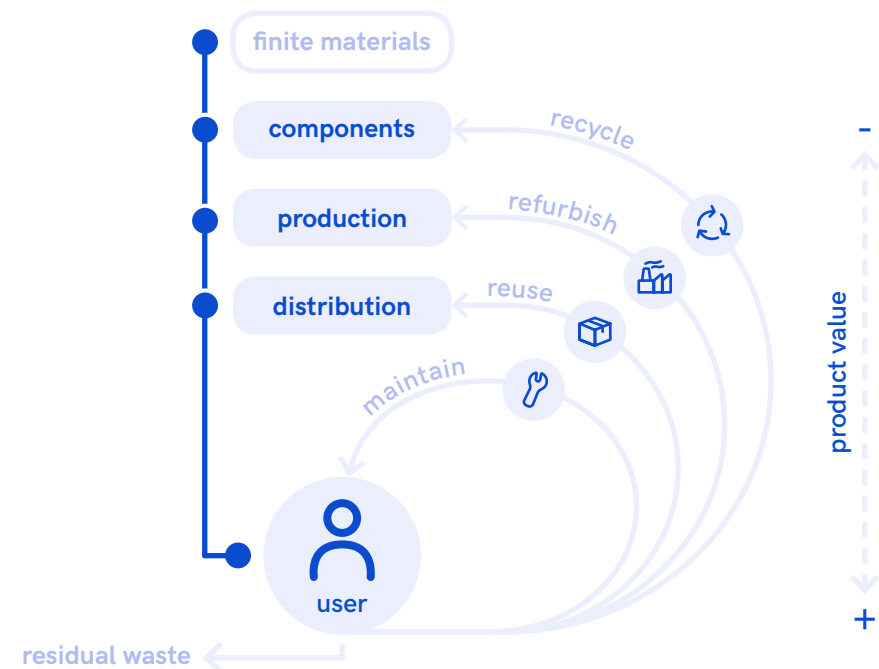 finite materials
components
recycle
-
production
refurbish
distribution
reuse
product value
maintain
user
+
residual waste